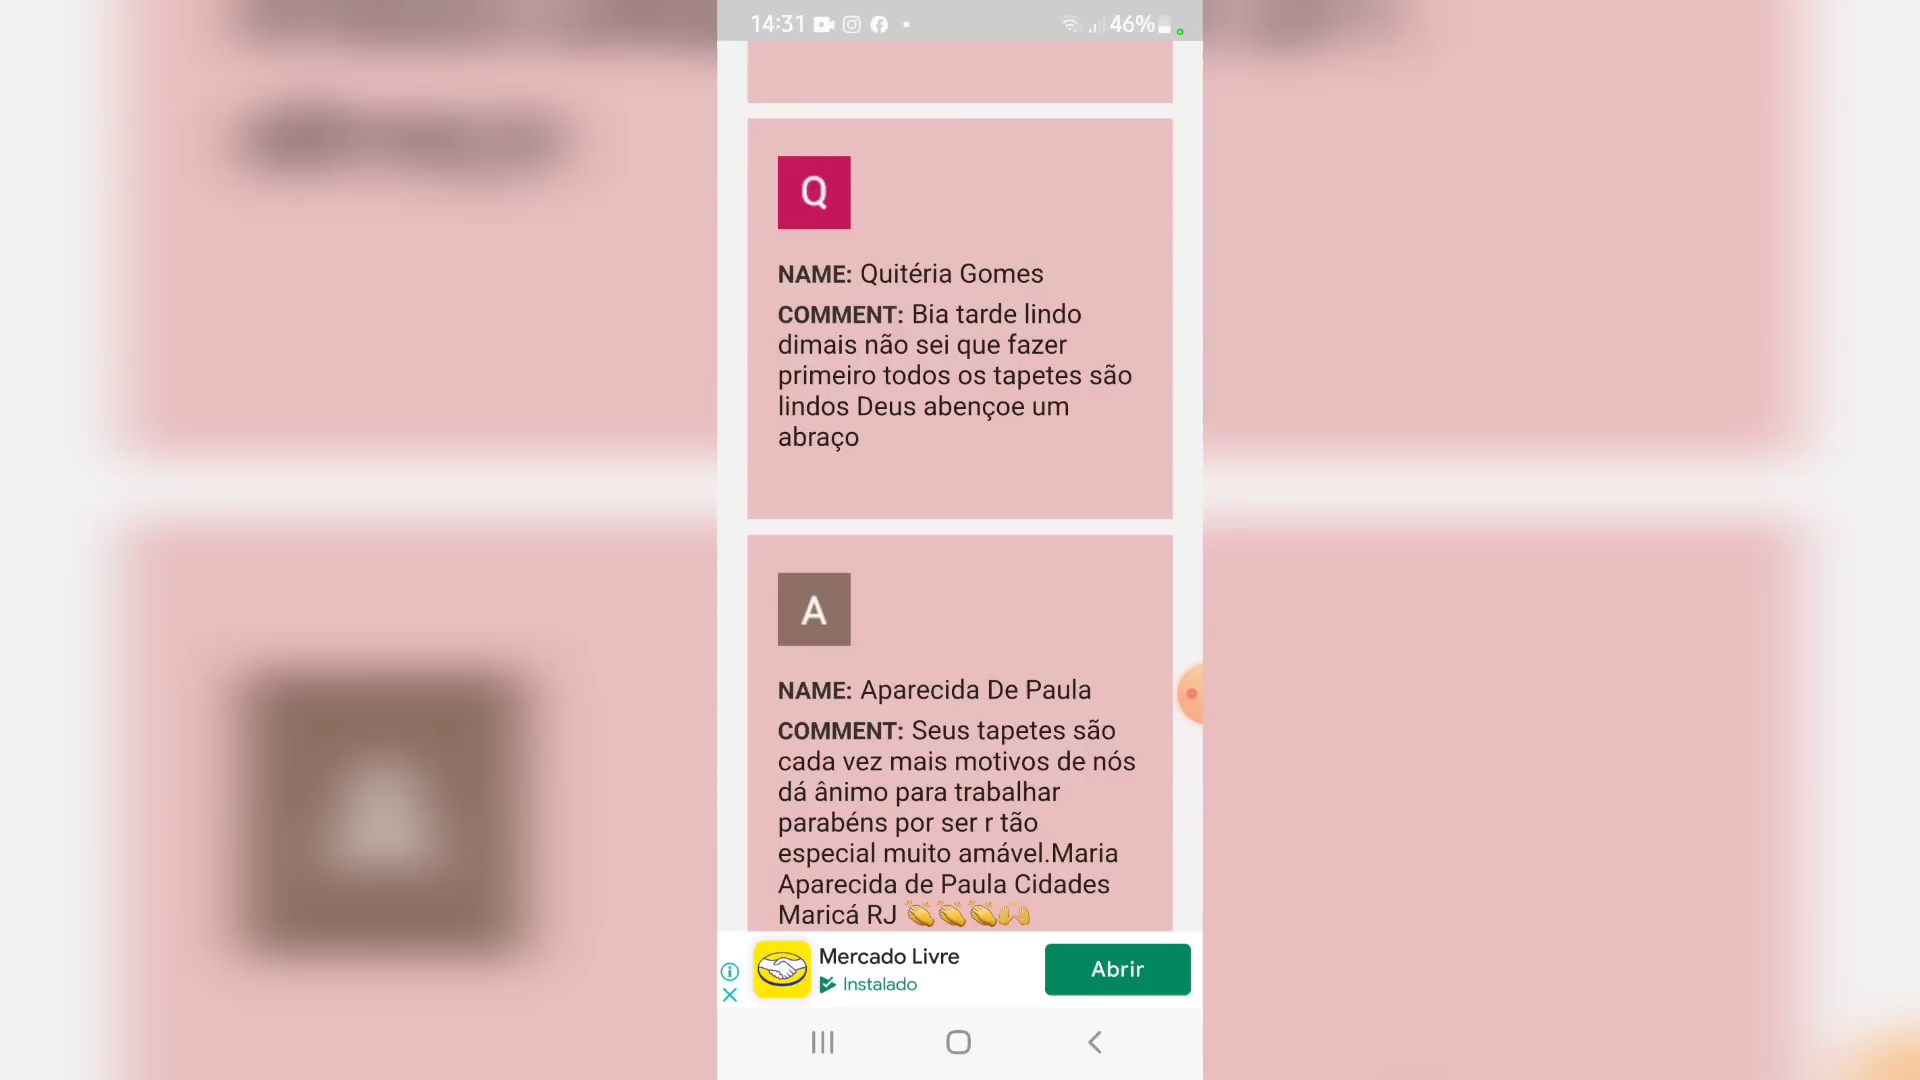 14:31
46%
Q
NAME: Quitéria Gomes
COMMENT: Bia tarde lindo
dimais não sei que fazer
primeiro todos os tapetes são
lindos Deus abençoe um
abraço
A
NAME: Aparecida De Paula
COMMENT: Seus tapetes são
cada vez mais motivos de nós
dá ânimo para trabalhar
parabéns por ser r tão
especial muito amável.Maria
Aparecida de Paula Cidades
Maricá RJ 👏👏👏🙌
Mercado Livre
Instalado
Abrir